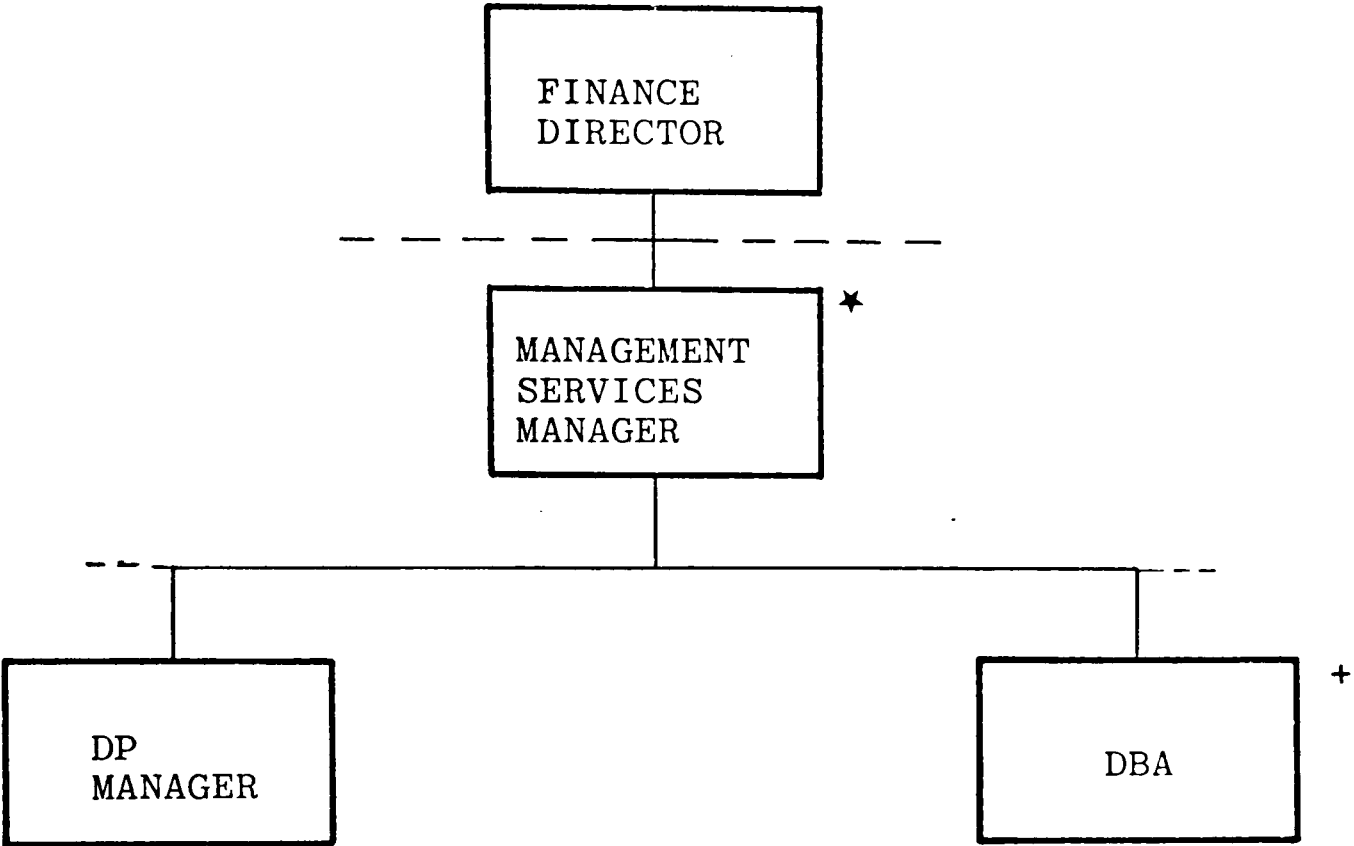 FINANCE
DIRECTOR
★
MANAGEMENT
SERVICES
MANAGER
DP
MANAGER
DBA
+